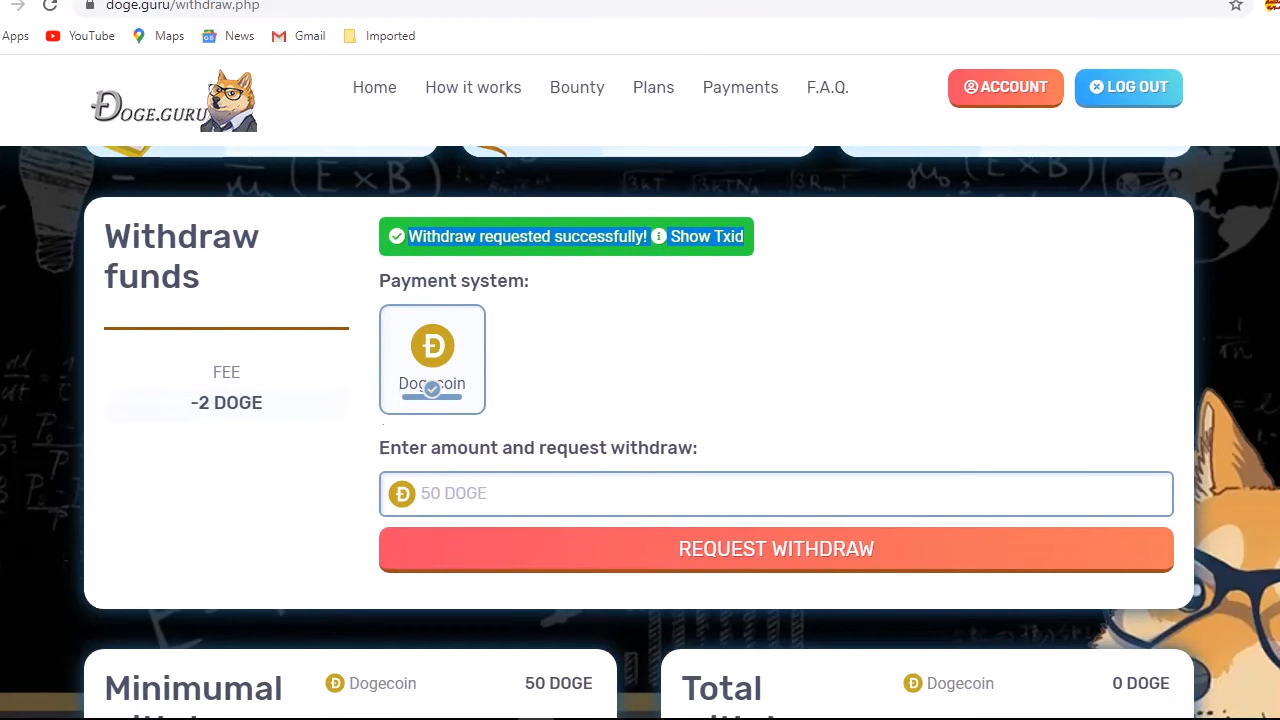 doge.guru/withdraw.php
Apps YouTube Maps News Gmail Imported
ĐOGE.GURU
Home How it works Bounty Plans Payments F.A.Q. ACCOUNT LOG OUT
Withdraw
funds
FEE
-2 DOGE
Withdraw requested successfully! Show Txid
Payment system:
Dogecoin
Enter amount and request withdraw:
50 DOGE
REQUEST WITHDRAW
Minimumal
Dogecoin 50 DOGE
Total
Dogecoin 0 DOGE